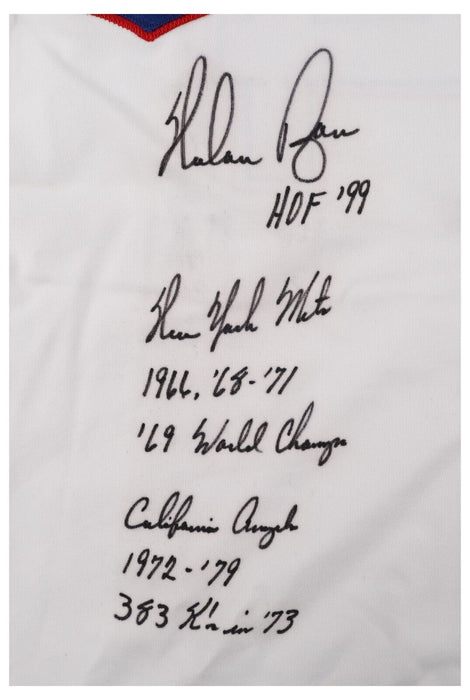 Nolan Ryan
HOF '99
New York Mets
1966, '68-'71
'69 World Champs
California Angels
1972-'79
383 K's in '73